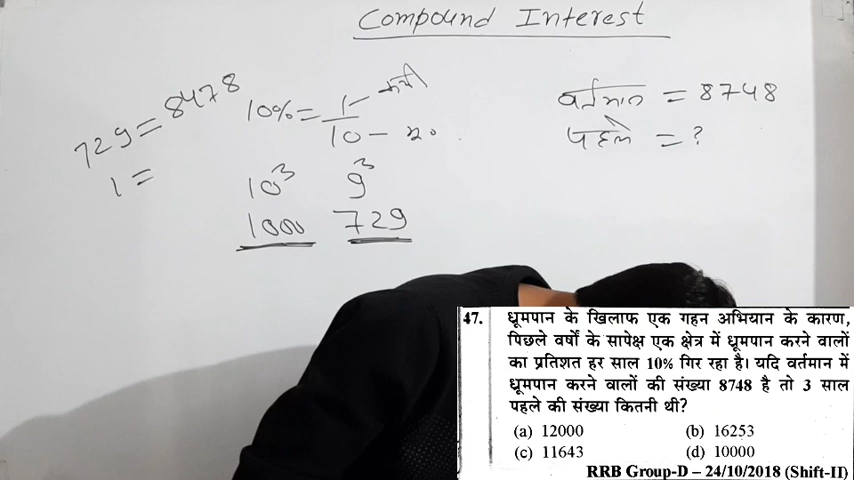 Compound Interest
729 = 8478
1 =
10% = 1 - कमी
10 - मू०
10³ 9³
1000 729
वर्तमान = 8748
पहले = ?
47. धूमपान के खिलाफ एक गहन अभियान के कारण,
पिछले वर्षों के सापेक्ष एक क्षेत्र में धूमपान करने वालों
का प्रतिशत हर साल 10% गिर रहा है। यदि वर्तमान में
धूमपान करने वालों की संख्या 8748 है तो 3 साल
पहले की संख्या कितनी थी?
(a) 12000 (b) 16253
(c) 11643 (d) 10000
RRB Group-D – 24/10/2018 (Shift-II)